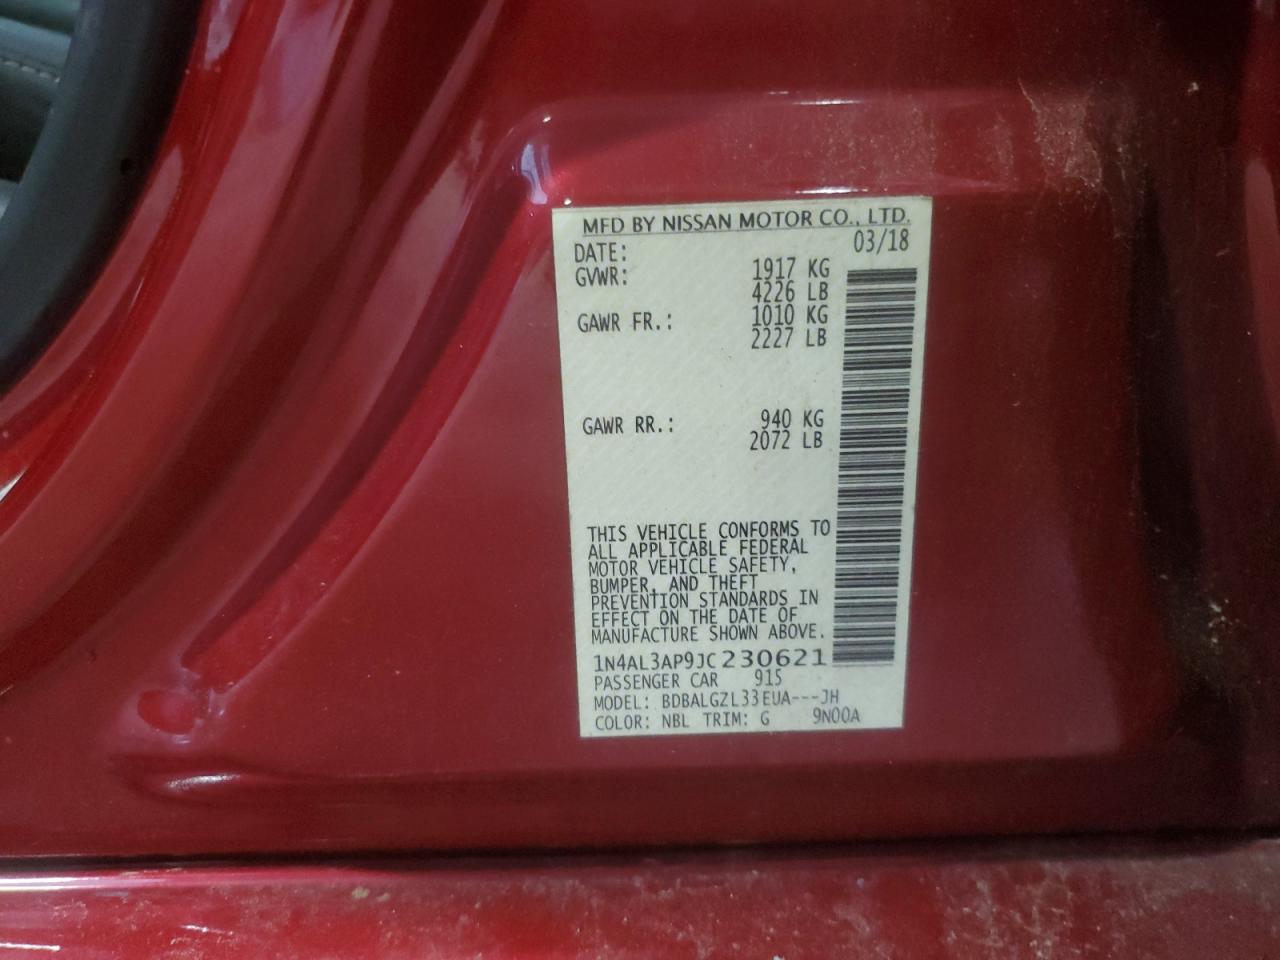 MFD BY NISSAN MOTOR CO., LTD.
DATE: 03/18
GVWR: 1917 KG
4226 LB
GAWR FR.: 1010 KG
2227 LB
GAWR RR.: 940 KG
2072 LB
THIS VEHICLE CONFORMS TO
ALL APPLICABLE FEDERAL
MOTOR VEHICLE SAFETY,
BUMPER, AND THEFT
PREVENTION STANDARDS IN
EFFECT ON THE DATE OF
MANUFACTURE SHOWN ABOVE.
1N4AL3AP9JC230621
PASSENGER CAR 915
MODEL: BDBALGZL33EUA---JH
COLOR: NBL TRIM: G 9N00A